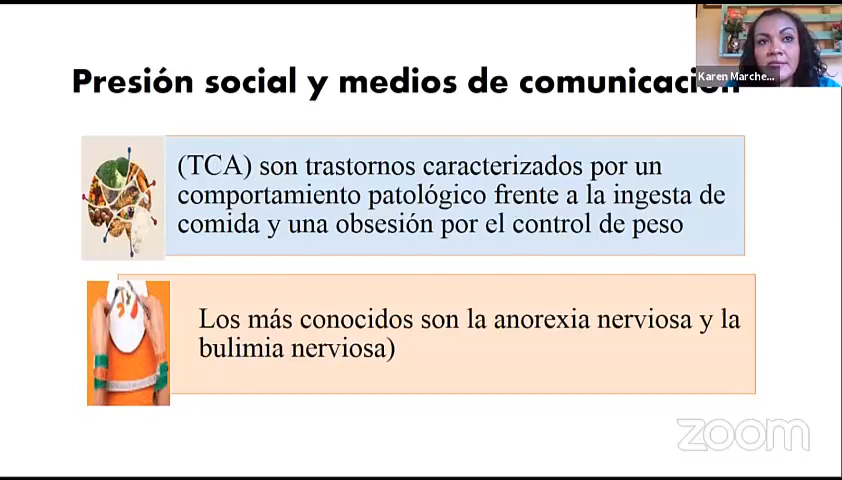 Presión social y medios de comunicación
Karen Marche...
(TCA) son trastornos caracterizados por un
comportamiento patológico frente a la ingesta de
comida y una obsesión por el control de peso
Los más conocidos son la anorexia nerviosa y la
bulimia nerviosa)
zoom